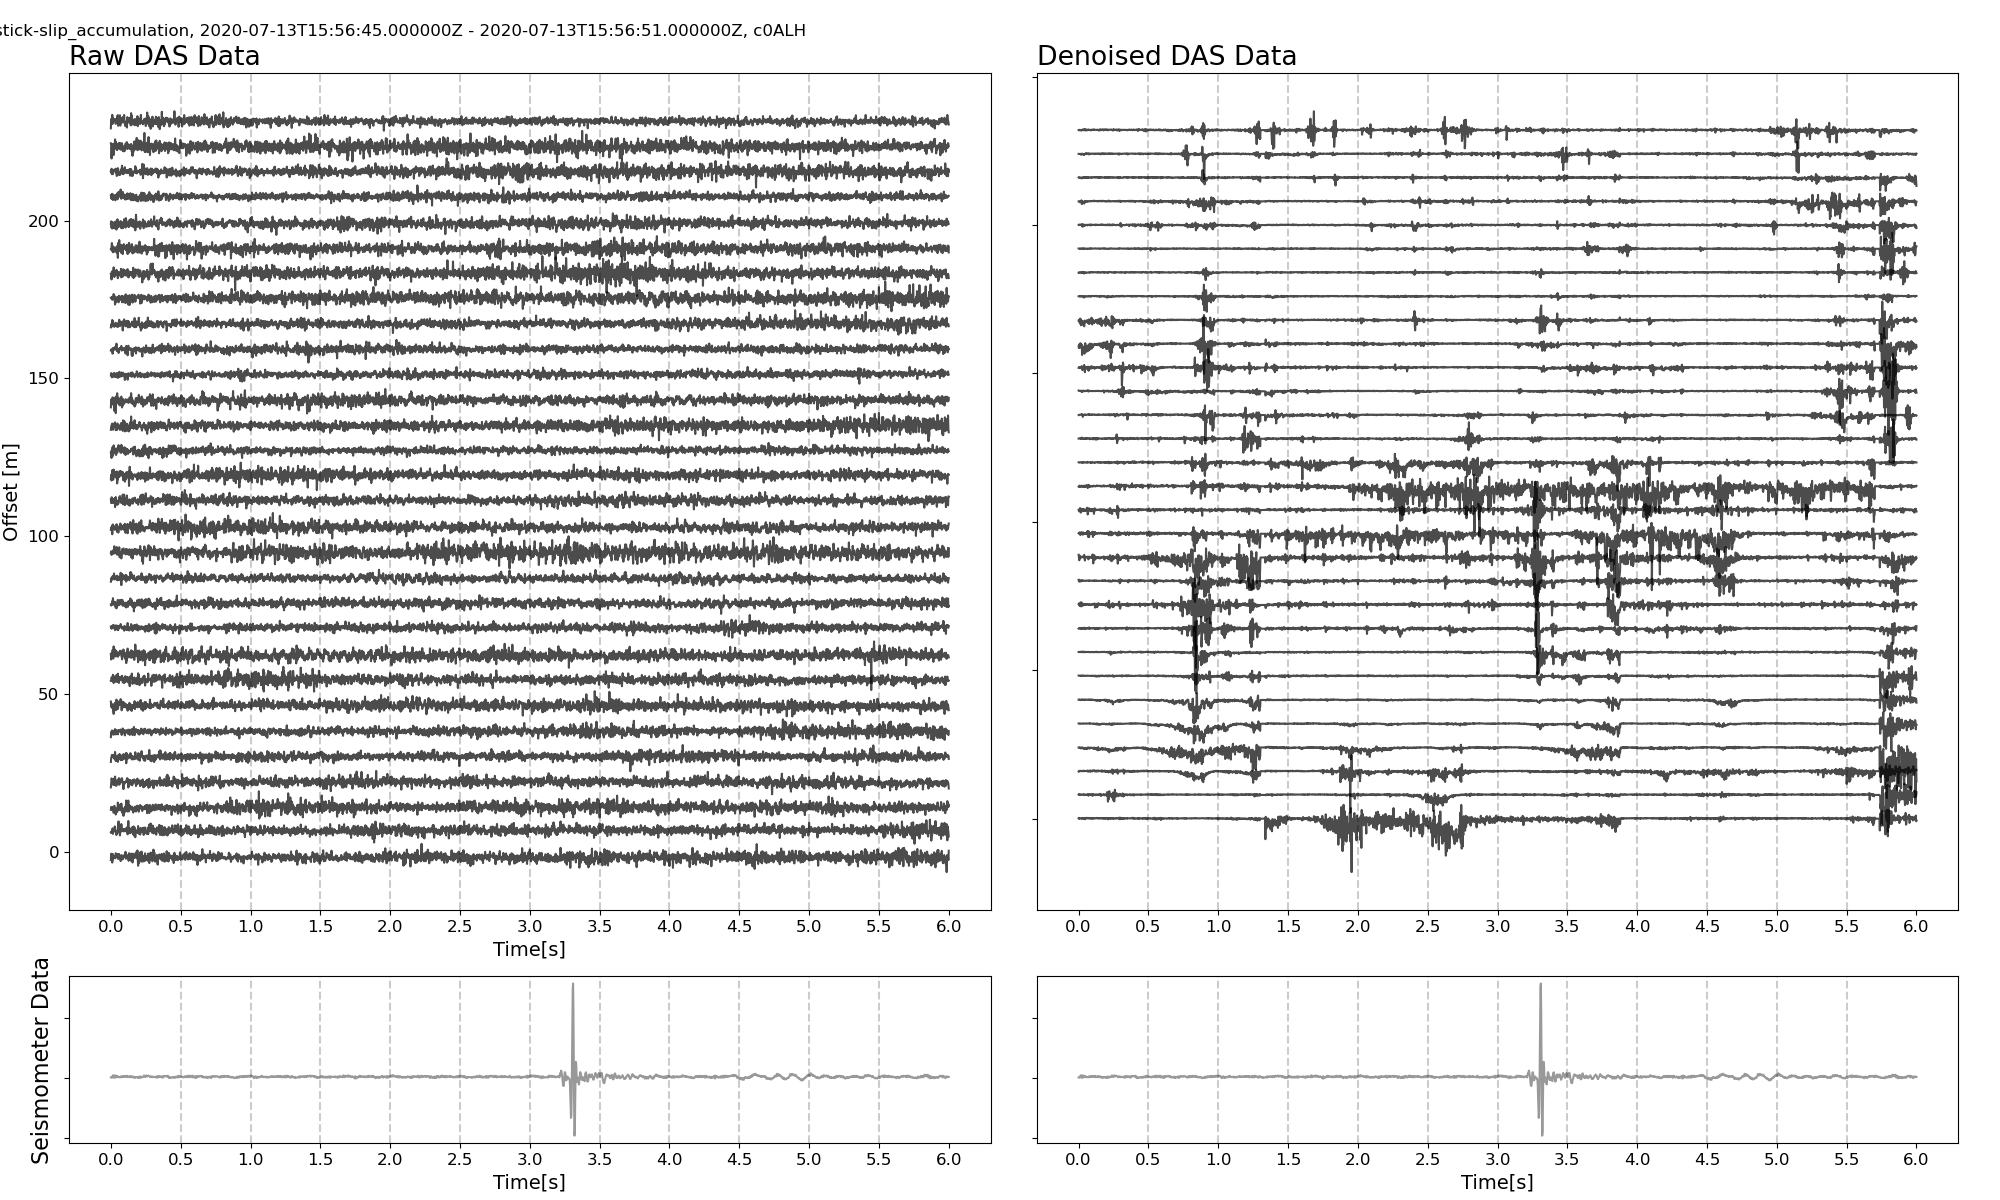 stick-slip_accumulation, 2020-07-13T15:56:45.000000Z - 2020-07-13T15:56:51.000000Z, c0ALH
Raw DAS Data
Denoised DAS Data
Offset [m]
200
150
100
50
0
0.0 0.5 1.0 1.5 2.0 2.5 3.0 3.5 4.0 4.5 5.0 5.5 6.0
Time[s]
0.0 0.5 1.0 1.5 2.0 2.5 3.0 3.5 4.0 4.5 5.0 5.5 6.0
Seismometer Data
0.0 0.5 1.0 1.5 2.0 2.5 3.0 3.5 4.0 4.5 5.0 5.5 6.0
Time[s]
0.0 0.5 1.0 1.5 2.0 2.5 3.0 3.5 4.0 4.5 5.0 5.5 6.0
Time[s]